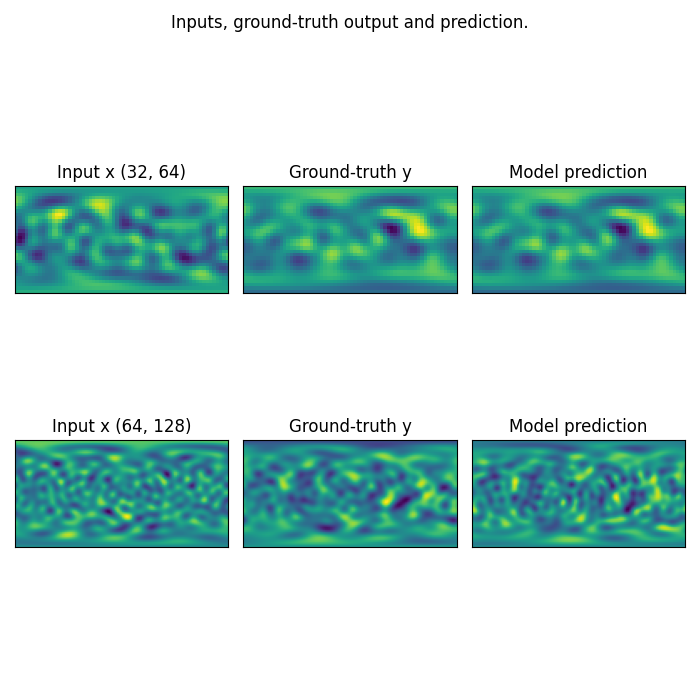 Inputs, ground-truth output and prediction.
Input x (32, 64)
Ground-truth y
Model prediction
Input x (64, 128)
Ground-truth y
Model prediction